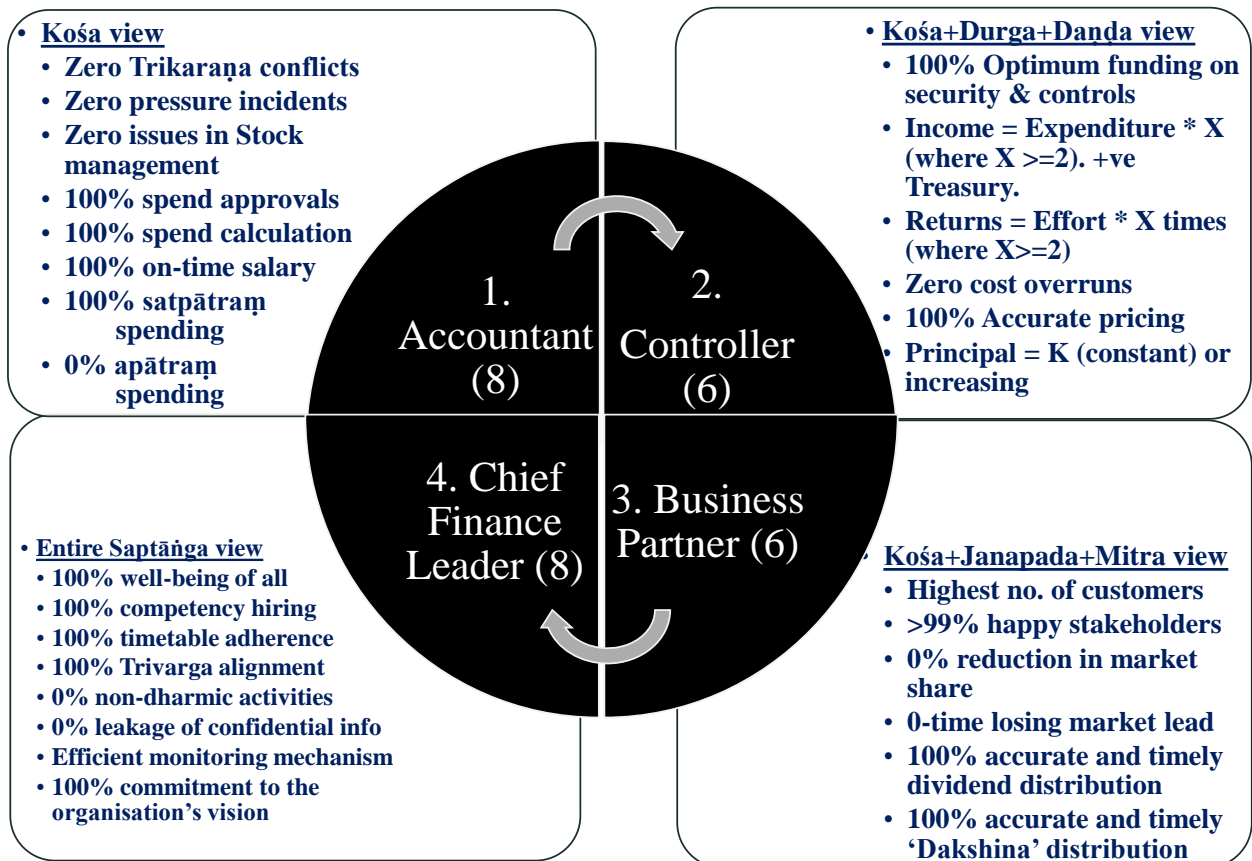 • Kośa view
• Zero Trikaraṇa conflicts
• Zero pressure incidents
• Zero issues in Stock
management
• 100% spend approvals
• 100% spend calculation
• 100% on-time salary
• 100% satpātraṃ
spending
• 0% apātraṃ
spending
• Kośa+Durga+Daṇḍa view
• 100% Optimum funding on
security & controls
• Income = Expenditure * X
(where X >=2). +ve
Treasury.
• Returns = Effort * X times
(where X>=2)
• Zero cost overruns
• 100% Accurate pricing
• Principal = K (constant) or
increasing
1.
Accountant
(8)
2.
Controller
(6)
3. Business
Partner (6)
4. Chief
Finance
Leader (8)
• Kośa+Janapada+Mitra view
• Highest no. of customers
• >99% happy stakeholders
• 0% reduction in market
share
• 0-time losing market lead
• 100% accurate and timely
dividend distribution
• 100% accurate and timely
‘Dakshina’ distribution
• Entire Saptāṅga view
• 100% well-being of all
• 100% competency hiring
• 100% timetable adherence
• 100% Trivarga alignment
• 0% non-dharmic activities
• 0% leakage of confidential info
• Efficient monitoring mechanism
• 100% commitment to the
organisation’s vision